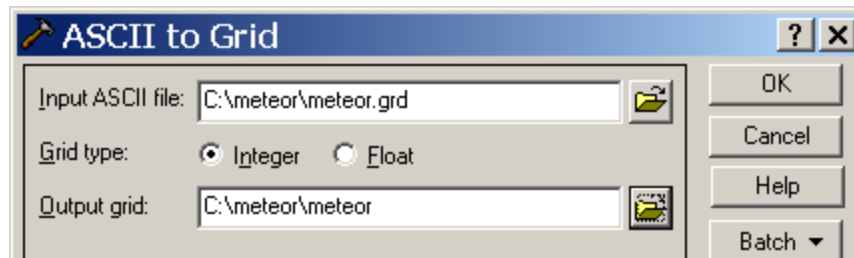 ASCII to Grid ? ×
Input ASCII file: C:\meteor\meteor.grd OK
Cancel
Grid type: Integer Float
Help
Output grid: C:\meteor\meteor
Batch